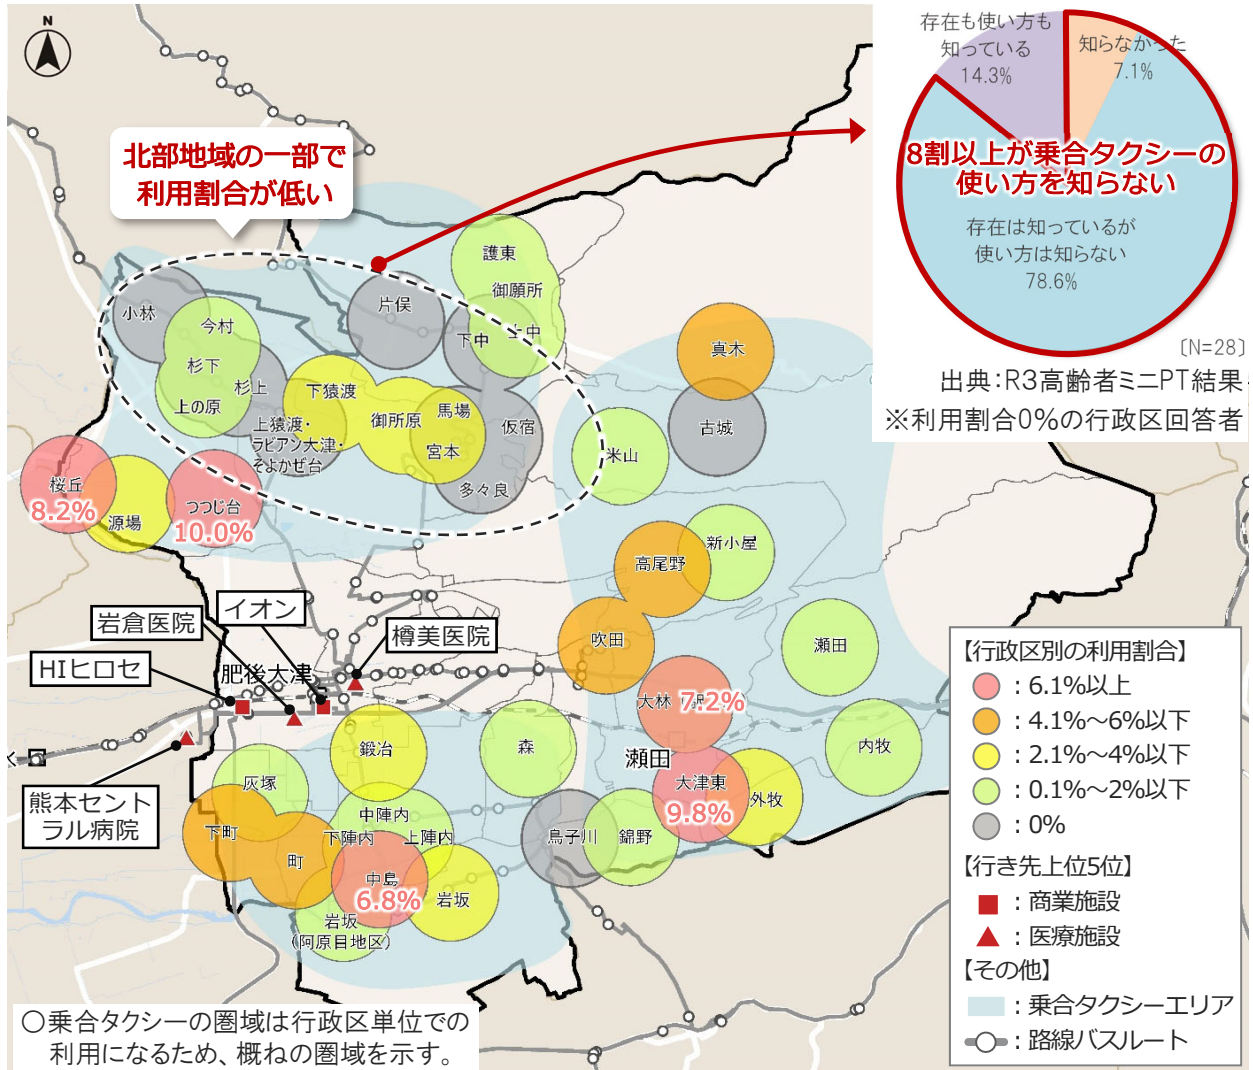 N
北部地域の一部で
利用割合が低い
存在も使い方も
知っている
14.3%
知らなかった
7.1%
8割以上が乗合タクシーの
使い方を知らない
存在は知っているが
使い方は知らない
78.6%
〔N=28〕
出典:R3高齢者ミニPT結果
※利用割合0%の行政区回答者
護東
御願所
上中
下中
片俣
小林
今村
杉下
杉上
上の原
下猿渡
上猿渡・
ラビアン大津・
そよかぜ台
御所原
馬場
宮本
仮宿
多々良
真木
古城
米山
桜丘
8.2%
源場
つつじ台
10.0%
新小屋
高尾野
吹田
瀬田
大林
7.2%
内牧
瀬田
大津東
9.8%
外牧
イオン
岩倉医院
樽美医院
HIヒロセ
肥後大津
熊本セント
ラル病院
鍛冶
森
灰塚
中陣内
下町
下陣内
上陣内
町
中島
6.8%
岩坂
岩坂
(阿原目地区)
鳥子川
錦野
【行政区別の利用割合】
:6.1%以上
:4.1%~6%以下
:2.1%~4%以下
:0.1%~2%以下
:0%
【行き先上位5位】
:商業施設
:医療施設
【その他】
:乗合タクシーエリア
:路線バスルート
○乗合タクシーの圏域は行政区単位での
利用になるため、概ねの圏域を示す。